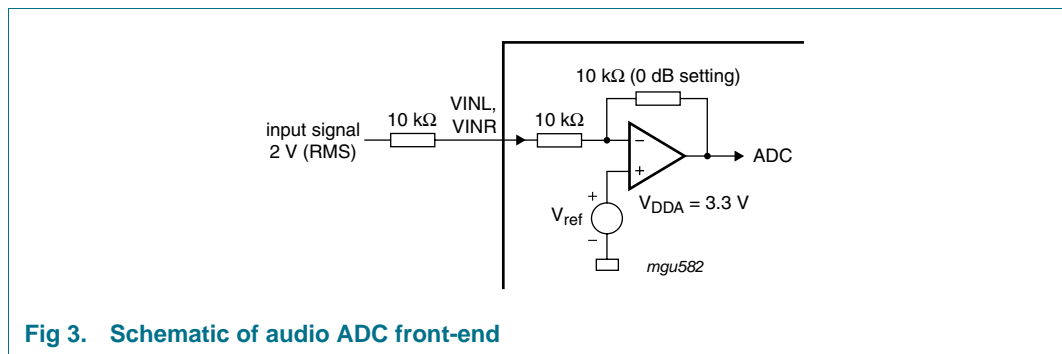 10 kΩ (0 dB setting)
VINL,
VINR
10 kΩ
10 kΩ
input signal
2 V (RMS)
−
+
ADC
VDDA = 3.3 V
+
Vref
−
mgu582
Fig 3. Schematic of audio ADC front-end